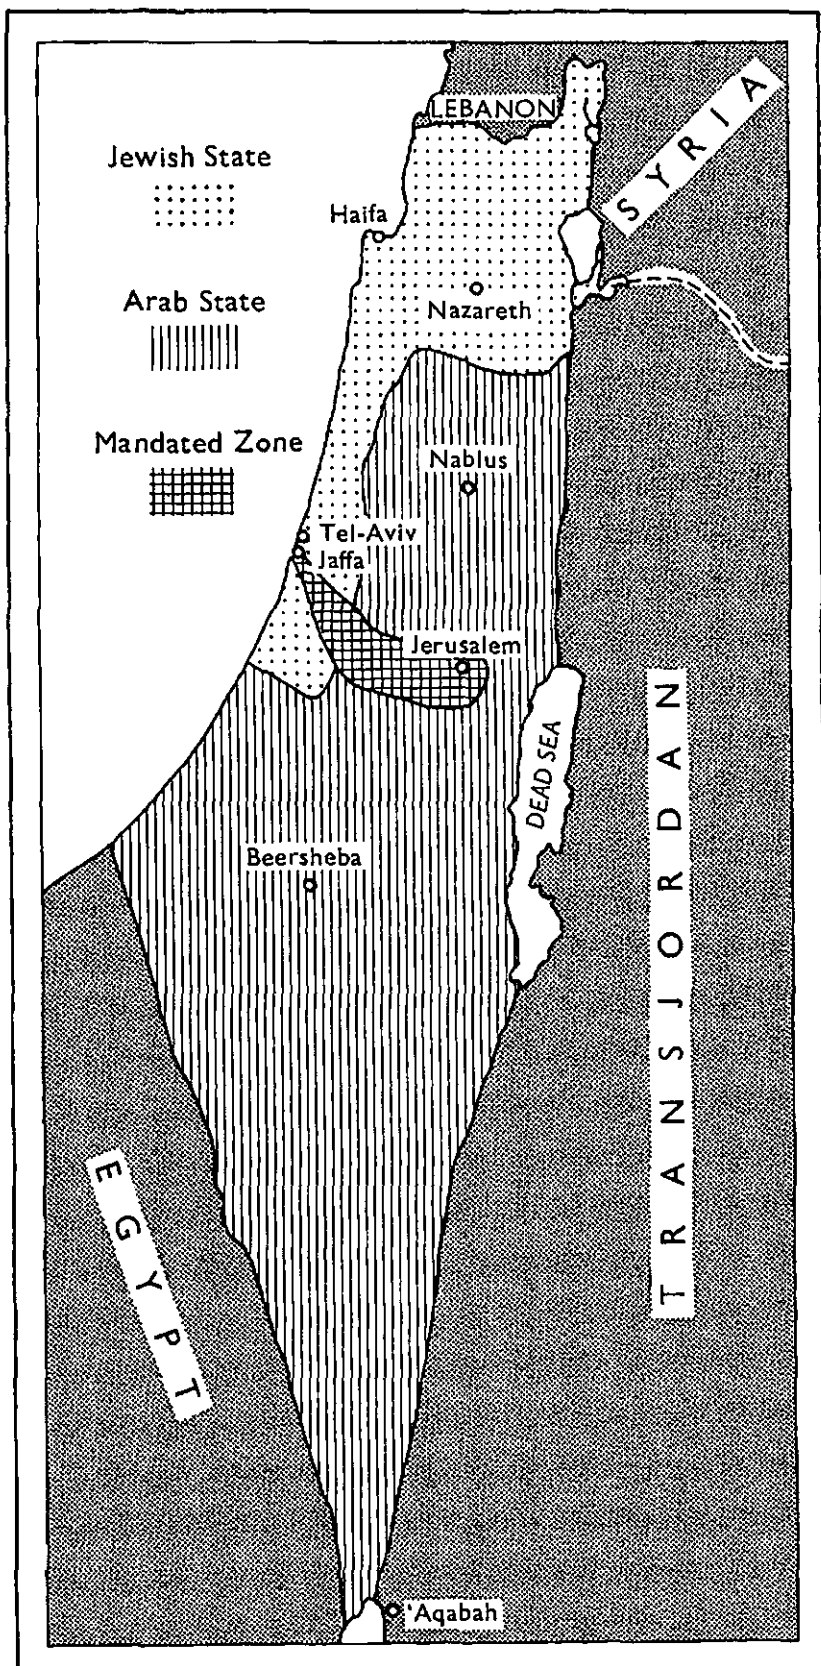 LEBANON
SYRIA
Jewish State
Haifa
Arab State
Nazareth
Mandated Zone
Nablus
Tel-Aviv
Jaffa
Jerusalem
DEAD SEA
TRANSJORDAN
Beersheba
EGYPT
'Aqabah